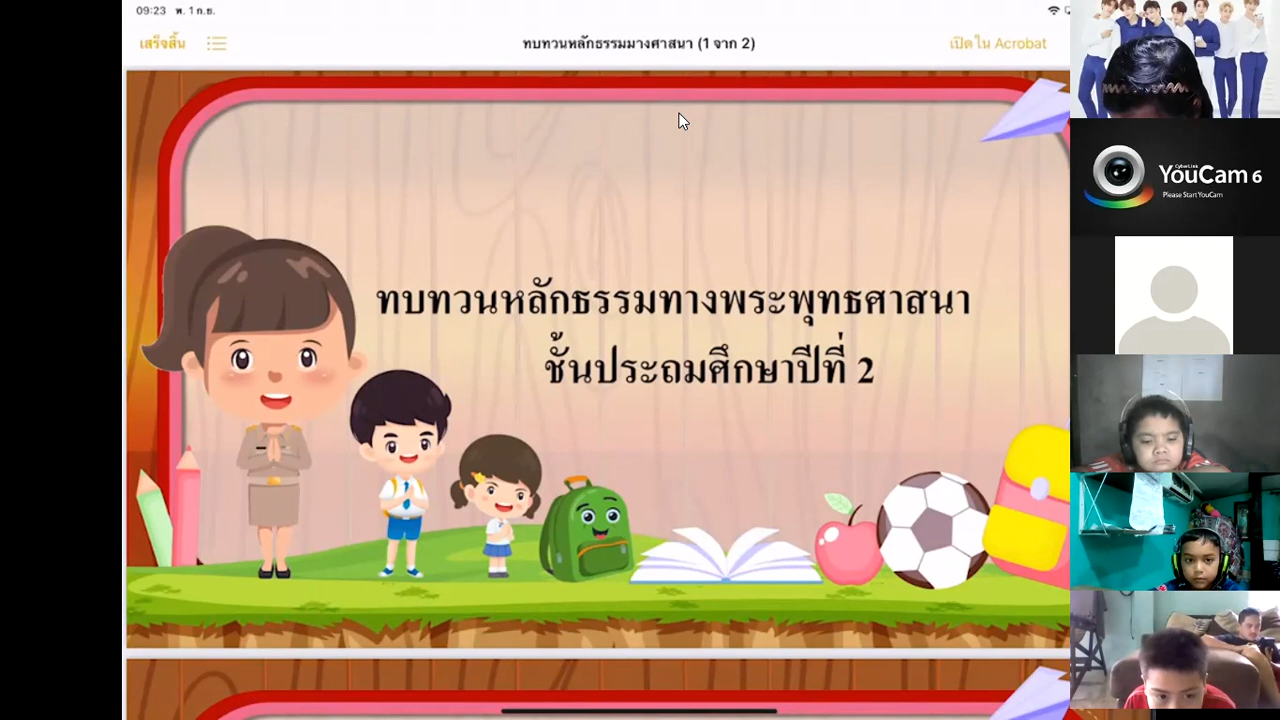 09:23 พ. 1 ก.ย.
เสร็จสิ้น
ทบทวนหลักธรรมมางศาสนา (1 จาก 2)
เปิดใน Acrobat
ทบทวนหลักธรรมทางพระพุทธศาสนา
ชั้นประถมศึกษาปีที่ 2
CyberLink
YouCam 6
Please Start YouCam